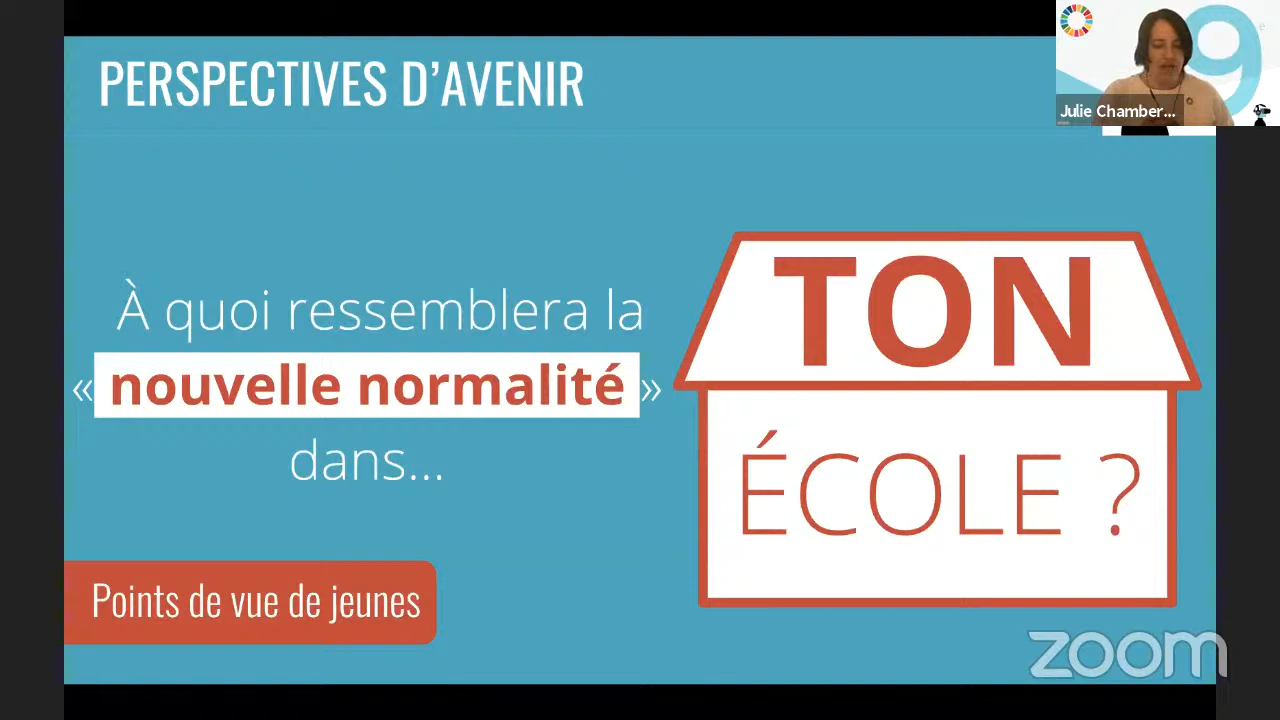 PERSPECTIVES D’AVENIR
Julie Chamber...
À quoi ressemblera la
« nouvelle normalité »
dans...
TON
ÉCOLE ?
Points de vue de jeunes
zoom